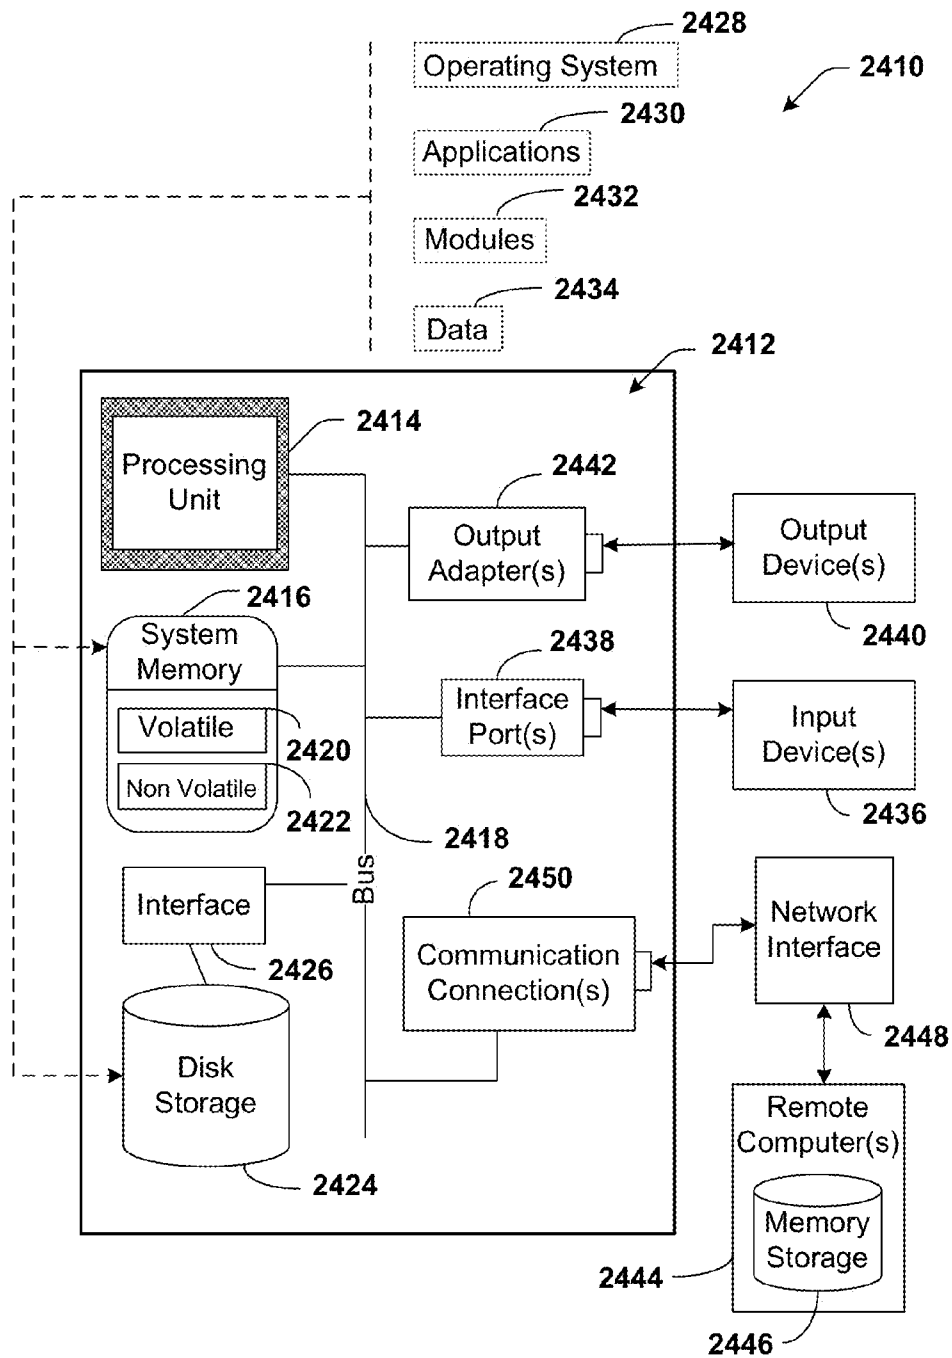 2428
Operating System
2410
2430
Applications
2432
Modules
2434
Data
2412
2414
Processing
Unit
2442
Output
Adapter(s)
Output
Device(s)
2440
2416
System
Memory
Volatile
2420
Non Volatile
2422
2438
Interface
Port(s)
Input
Device(s)
2436
2418
Bus
Interface
2426
2450
Communication
Connection(s)
Network
Interface
2448
Disk
Storage
2424
Remote
Computer(s)
Memory
Storage
2444
2446